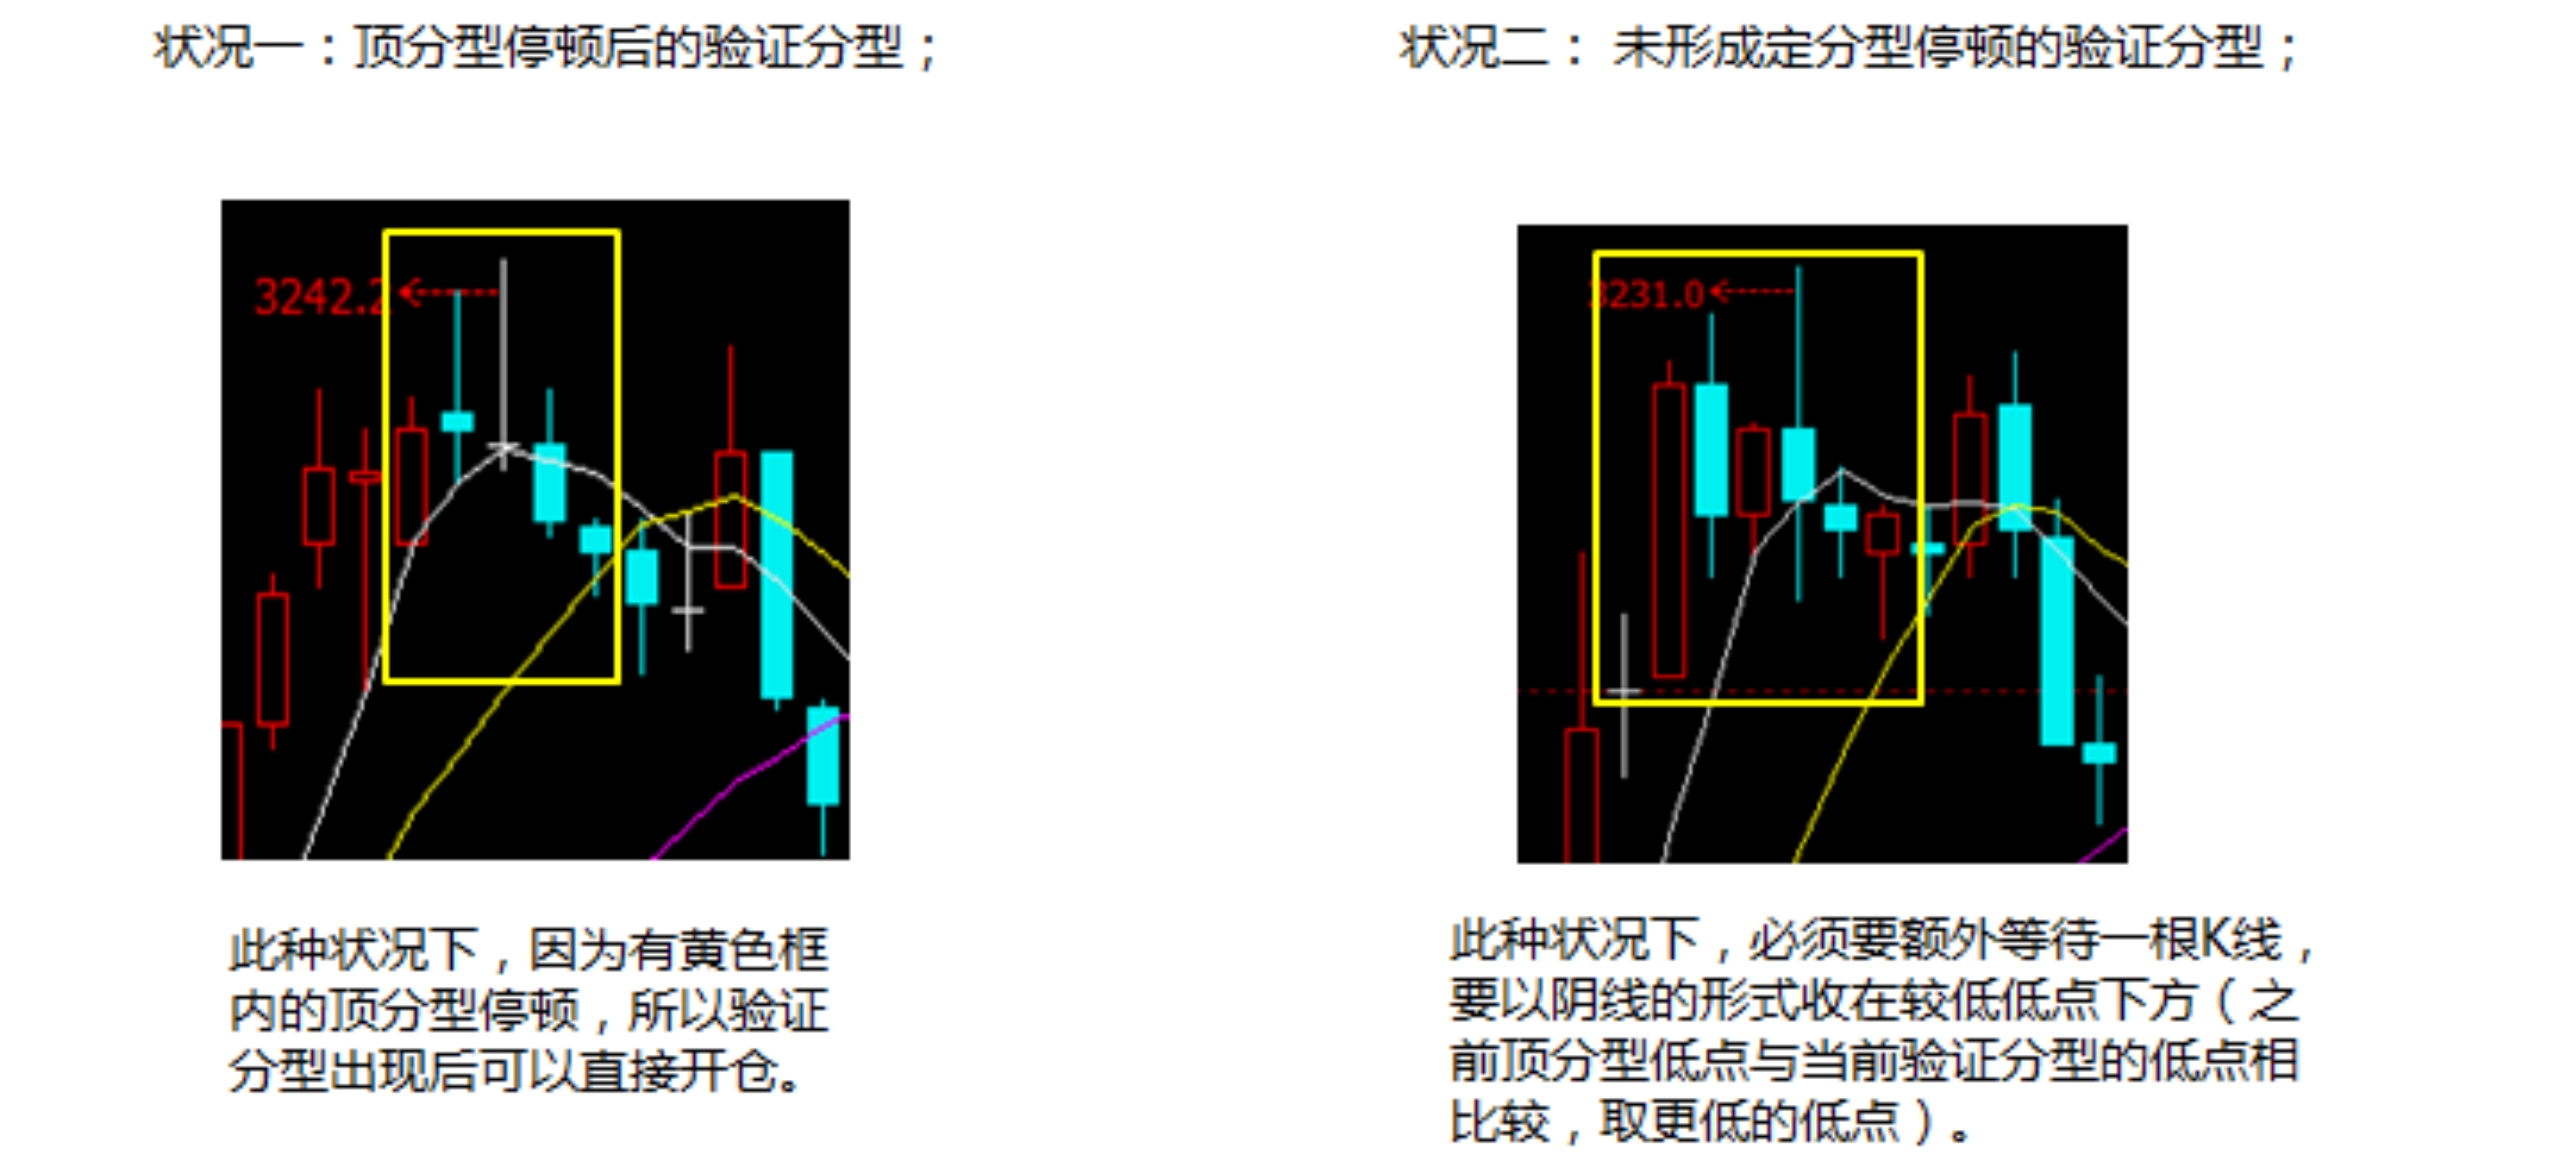 状况一：顶分型停顿后的验证分型；
状况二： 未形成定分型停顿的验证分型；
3242.2
3231.0
此种状况下，因为有黄色框
内的顶分型停顿，所以验证
分型出现后可以直接开仓。
此种状况下，必须要额外等待一根K线，
要以阴线的形式收在较低低点下方（之
前顶分型低点与当前验证分型的低点相
比较，取更低的低点）。